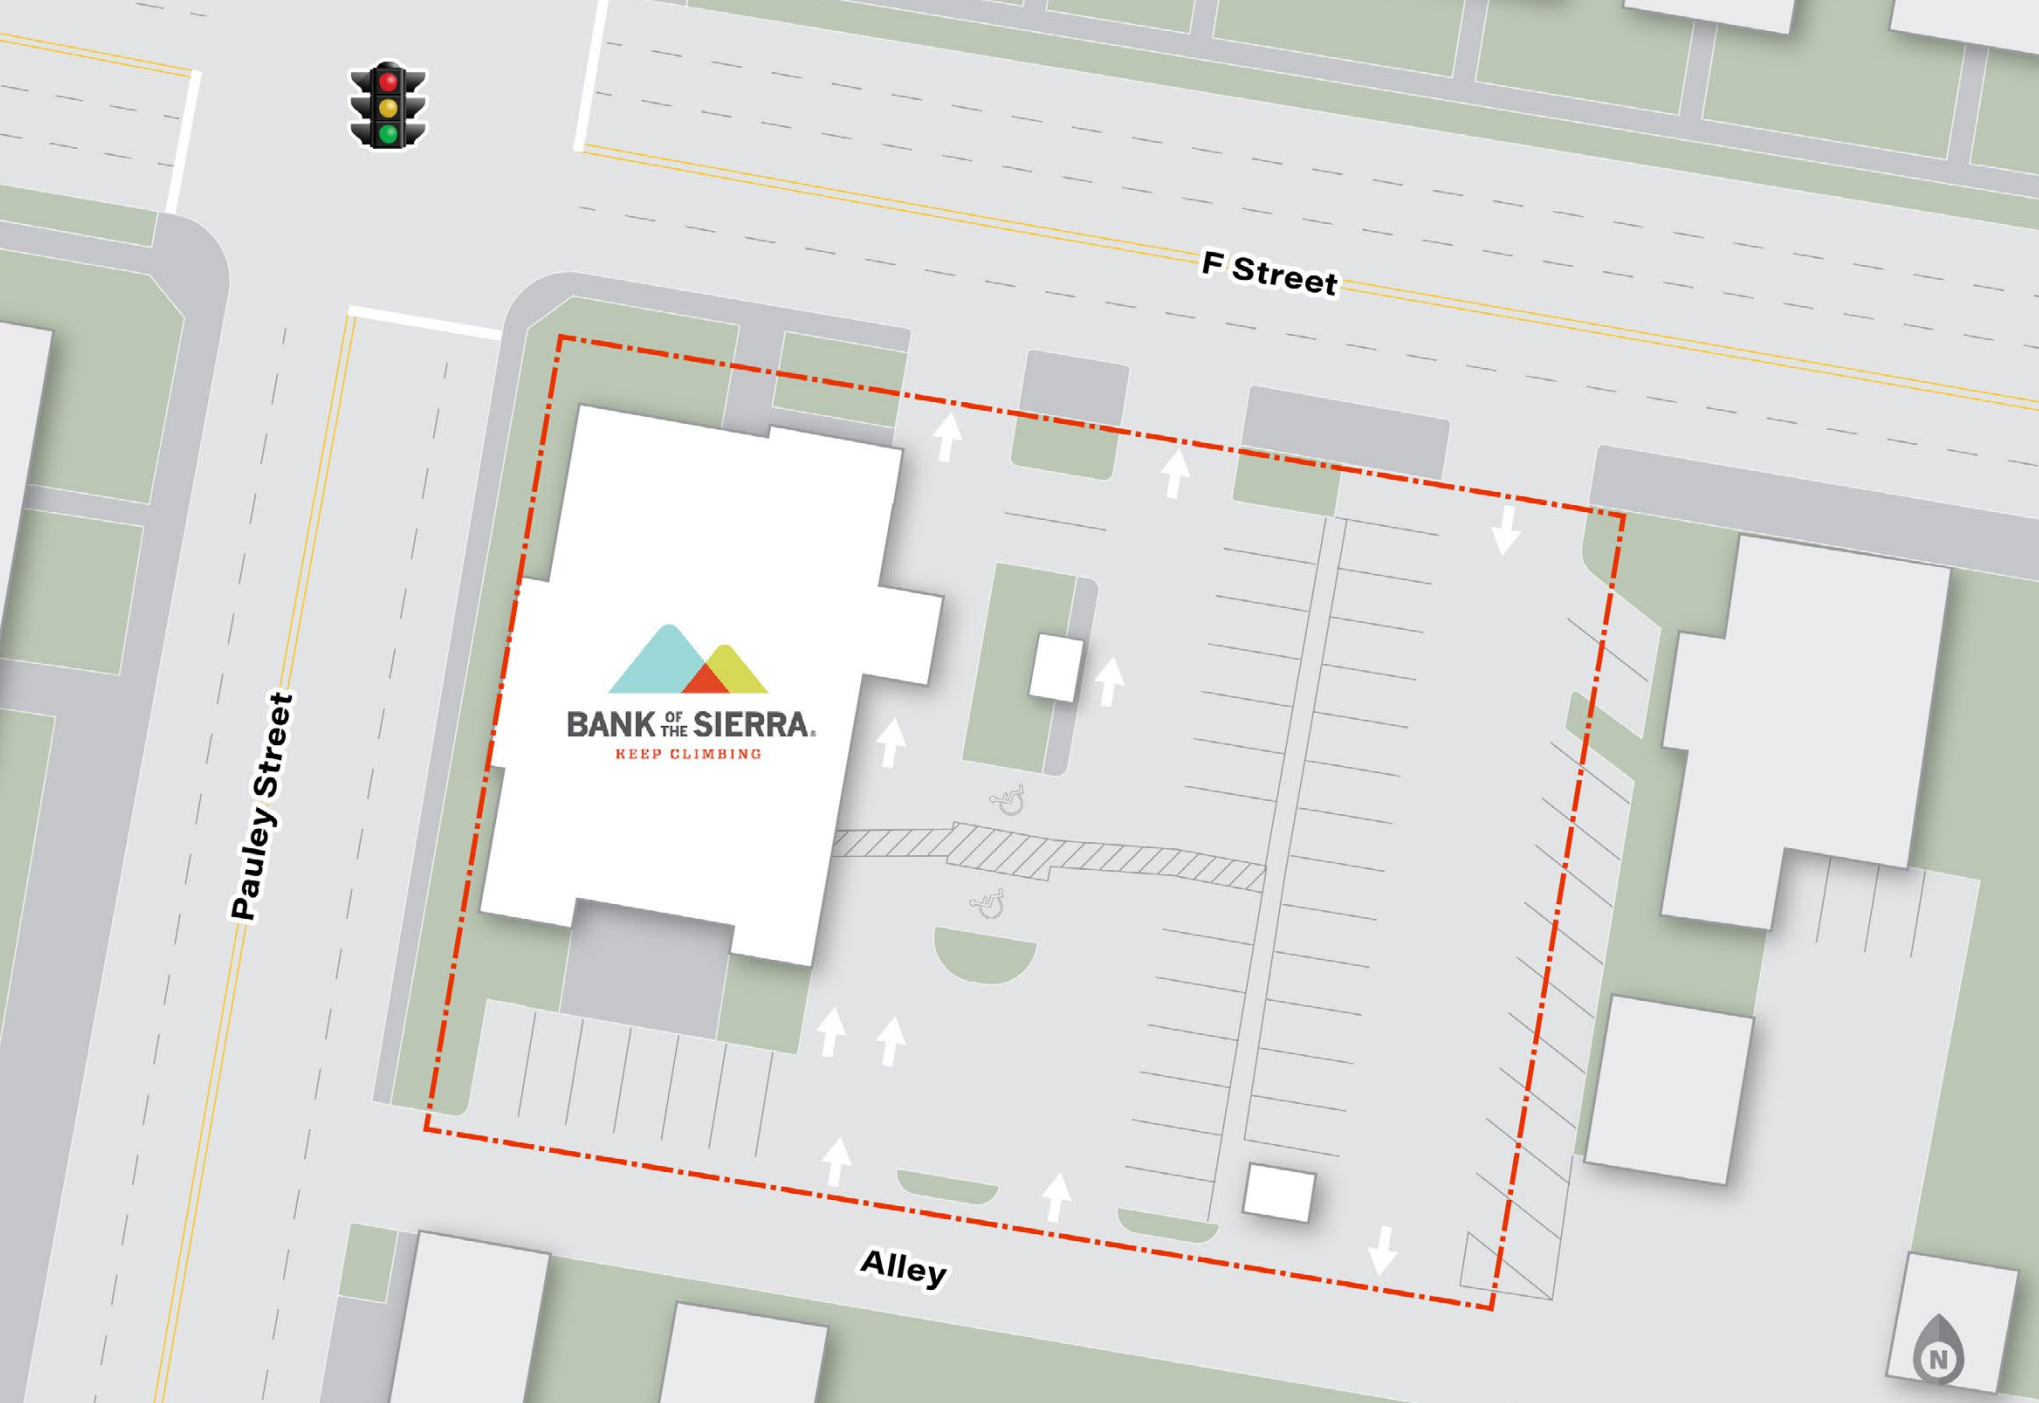 F Street
BANK OF THE SIERRA®
KEEP CLIMBING
Pauley Street
Alley
N